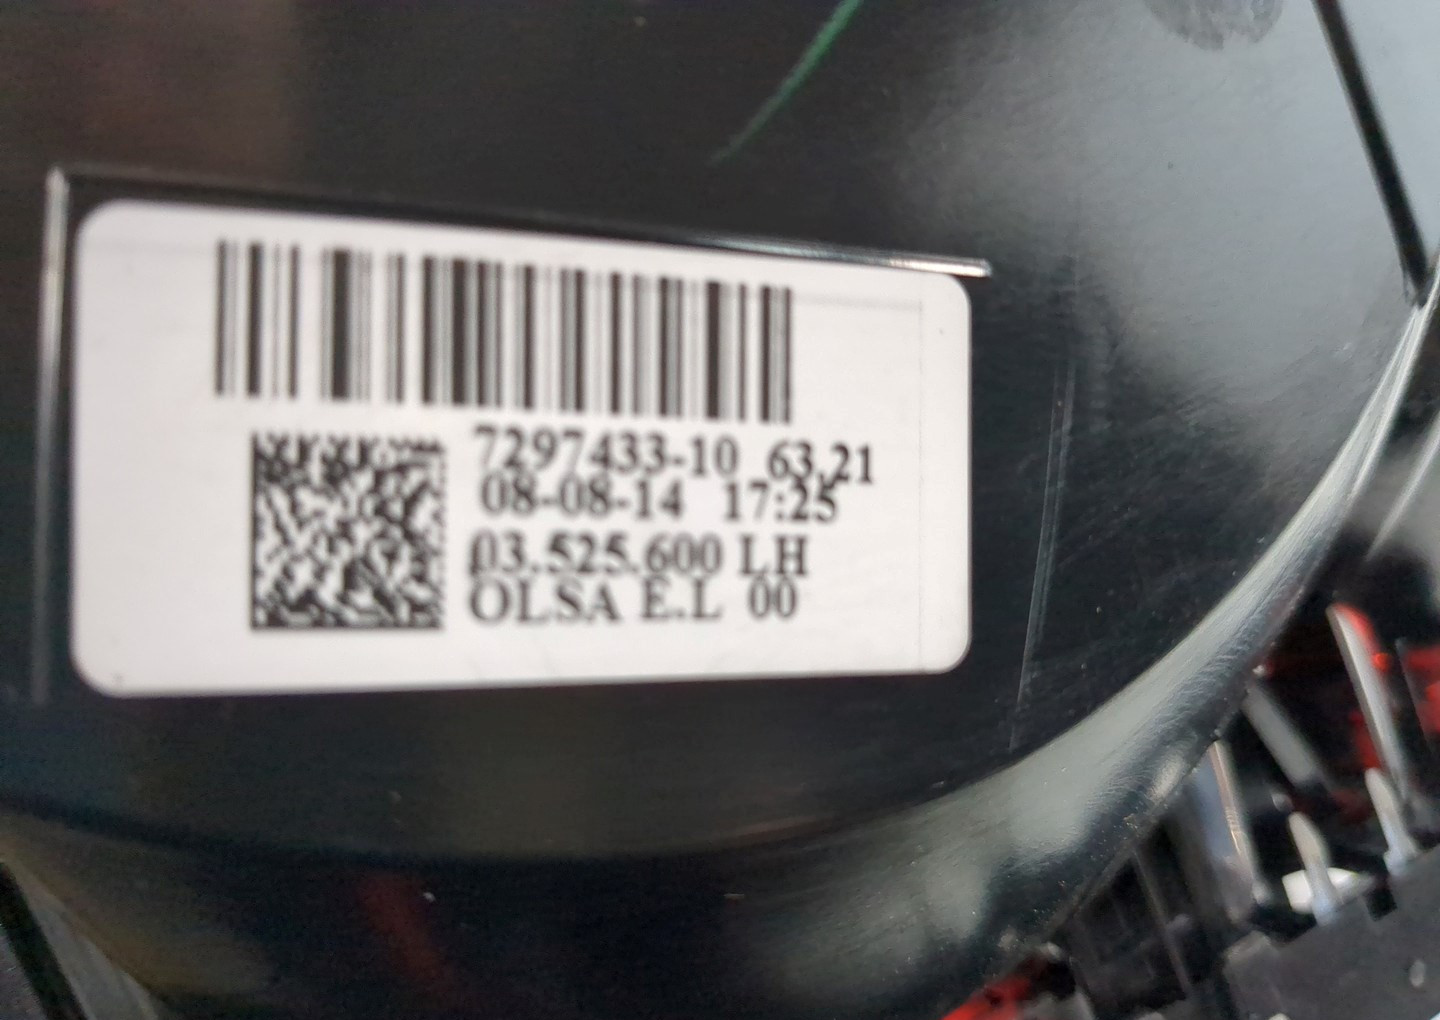 7297433-10 63.21
08-08-14 17:25
03.525.600 LH
OLSA E.L 00